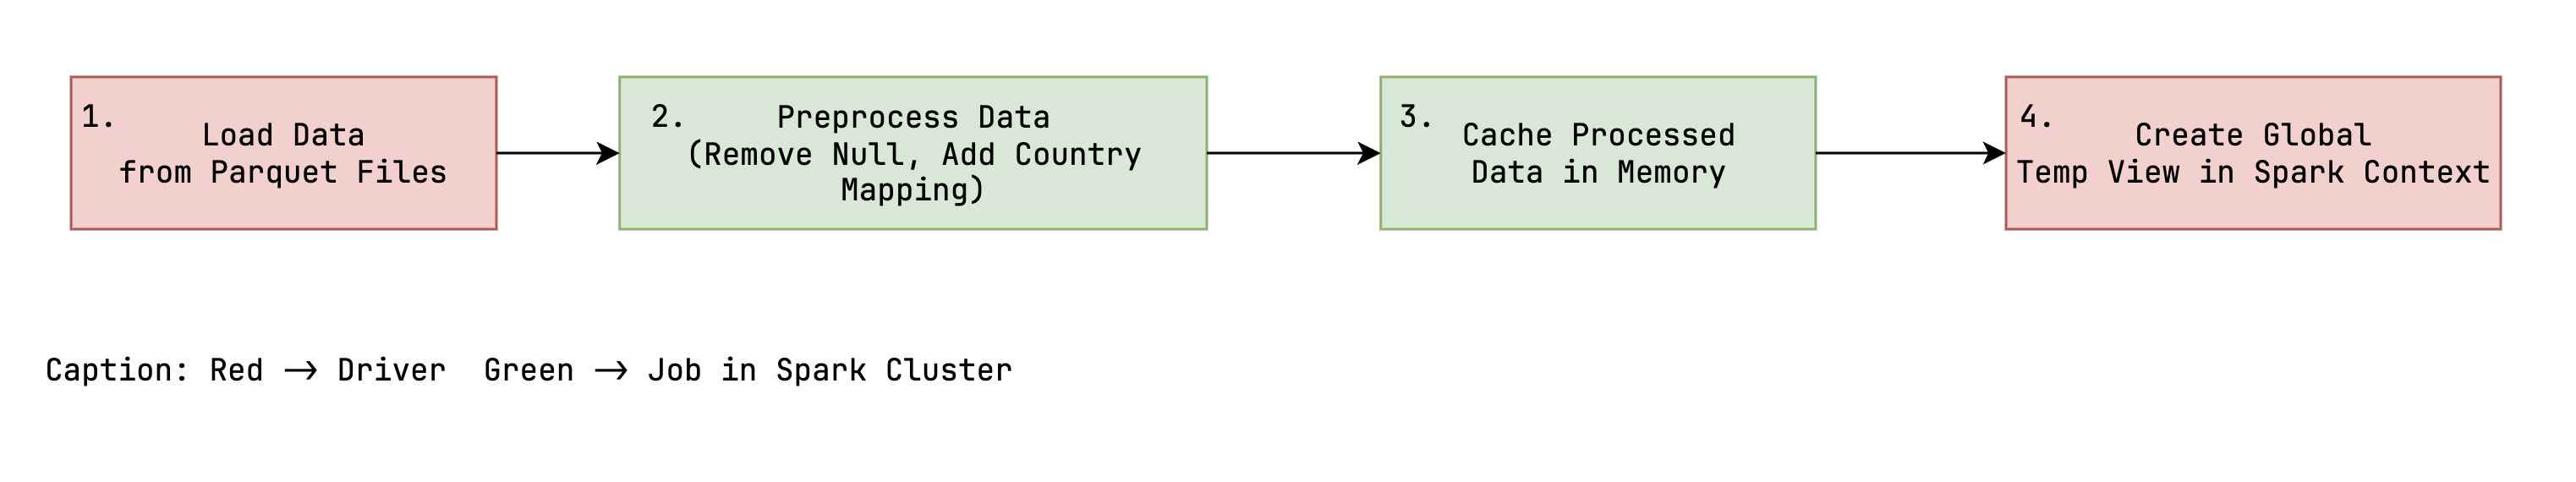 1.
Load Data
from Parquet Files
2.
Preprocess Data
(Remove Null, Add Country
Mapping)
3.
Cache Processed
Data in Memory
4.
Create Global
Temp View in Spark Context
Caption: Red → Driver  Green → Job in Spark Cluster